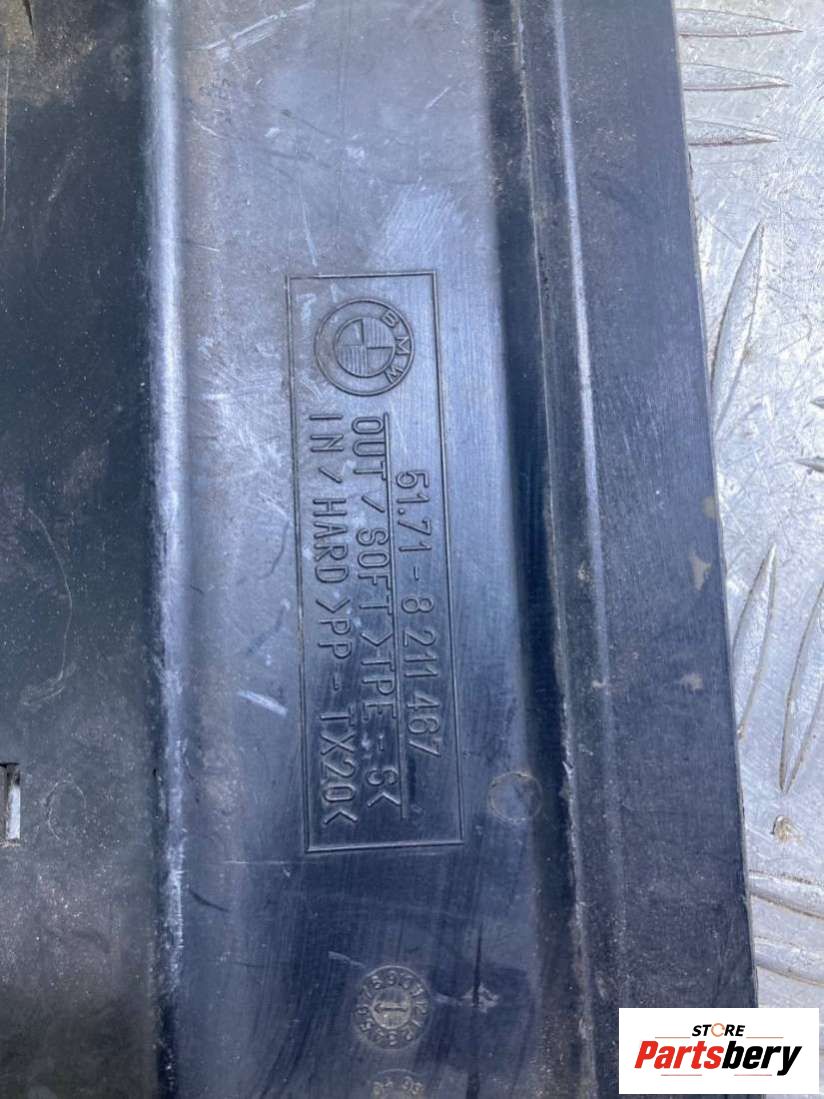 BMW
51.71-8 211 467
OUT/SOFT>TPE-S<
IN/HARD>PP-TX20<
STORE
Partsbery